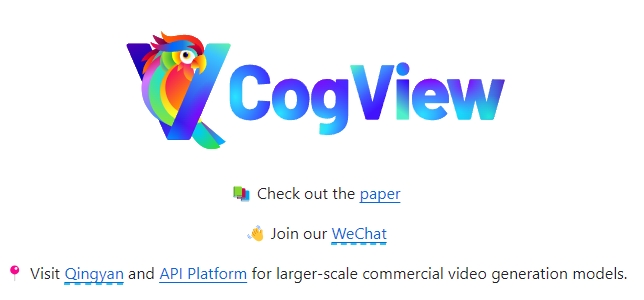 CogView
📚 Check out the paper
👋 Join our WeChat
📍 Visit Qingyan and API Platform for larger-scale commercial video generation models.